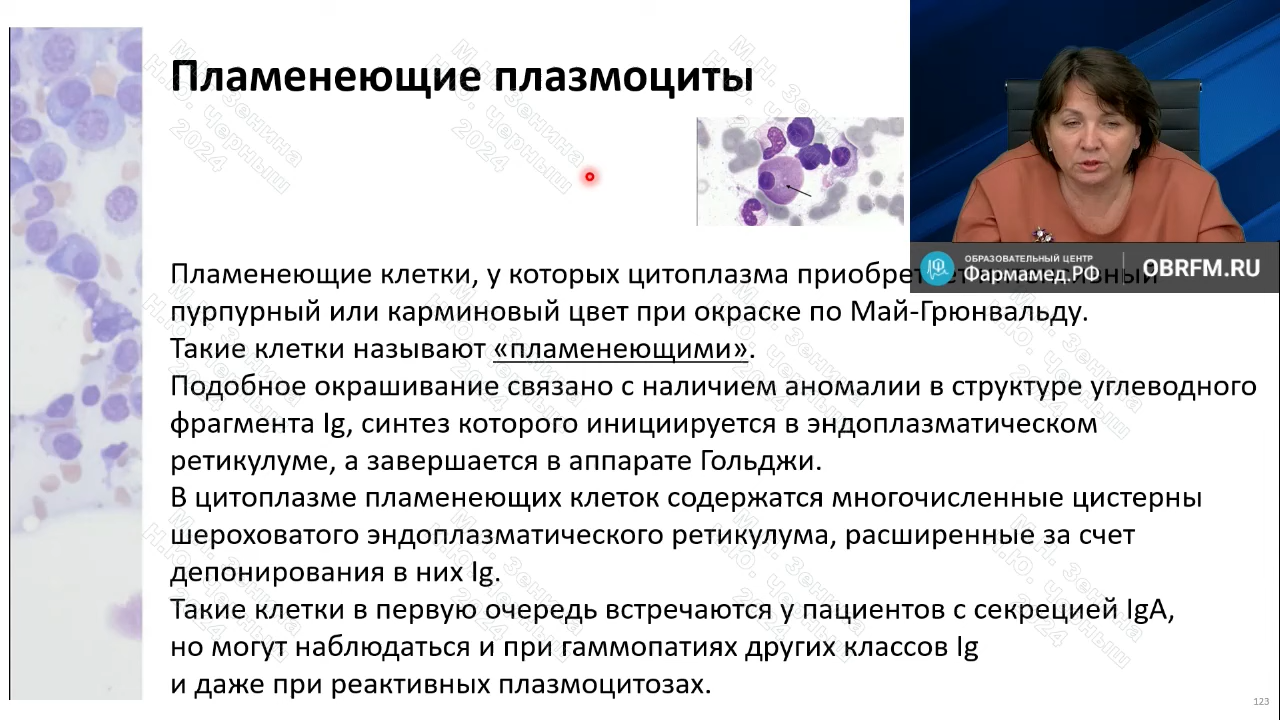 Пламенеющие плазмоциты
ОБРАЗОВАТЕЛЬНЫЙ ЦЕНТР
Фармамед.РФ
OBRFM.RU
Пламенеющие клетки, у которых цитоплазма
пурпурный или карминовый цвет при окраске по Май-Грюнвальду.
Такие клетки называют «пламенеющими».
Подобное окрашивание связано с наличием аномалии в структуре углеводного
фрагмента Ig, синтез которого инициируется в эндоплазматическом
ретикулуме, а завершается в аппарате Гольджи.
В цитоплазме пламенеющих клеток содержатся многочисленные цистерны
шероховатого эндоплазматического ретикулума, расширенные за счет
депонирования в них Ig.
Такие клетки в первую очередь встречаются у пациентов с секрецией IgA,
но могут наблюдаться и при гаммопатиях других классов Ig
и даже при реактивных плазмоцитозах.
123
М.Н. Зенина
Н.Ю. Черныш
2024